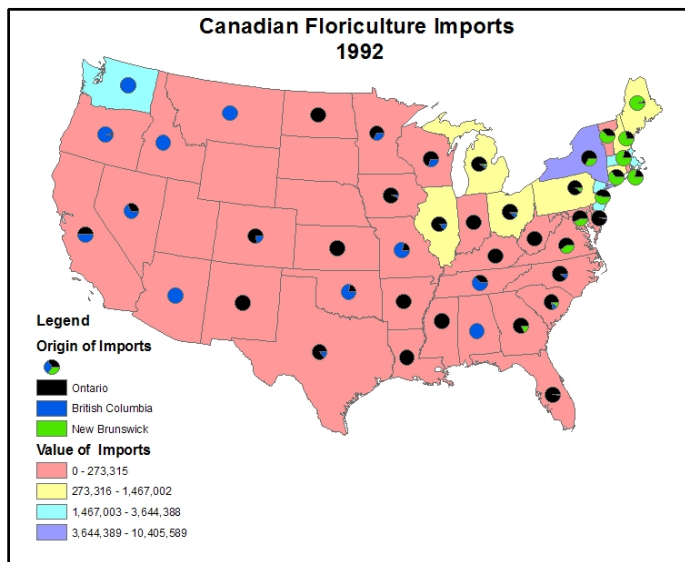 Canadian Floriculture Imports
1992
Legend
Origin of Imports
Ontario
British Columbia
New Brunswick
Value of Imports
0 - 273,315
273,316 - 1,467,002
1,467,003 - 3,644,388
3,644,389 - 10,405,589